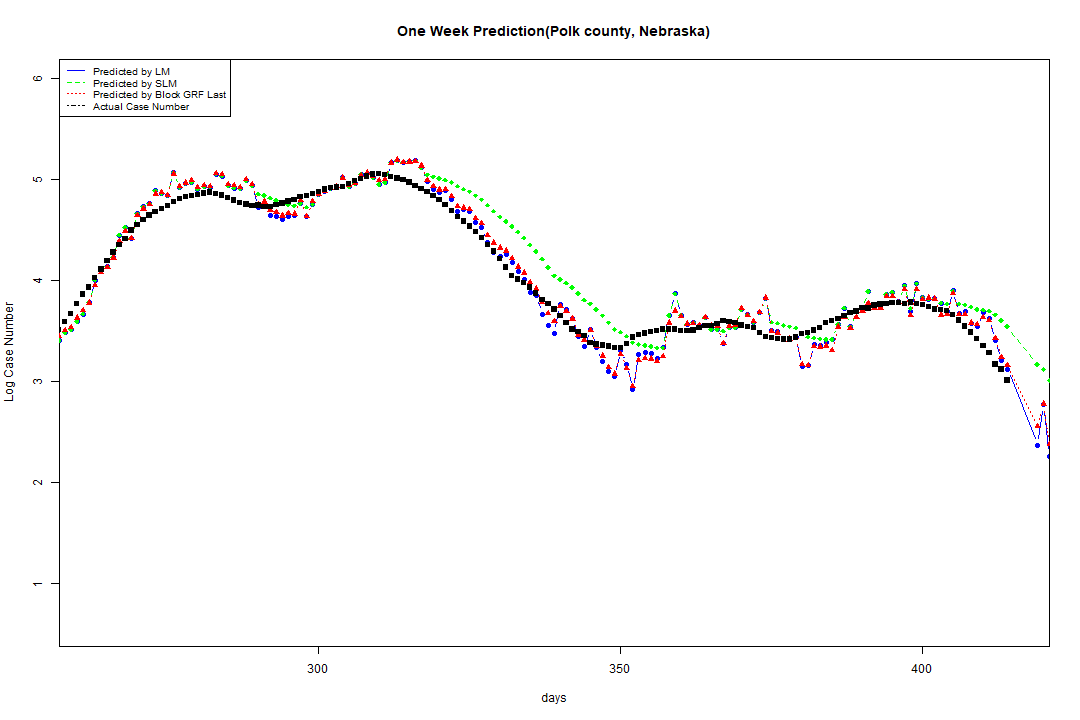 One Week Prediction(Polk county, Nebraska)
Predicted by LM
Predicted by SLM
Predicted by Block GRF Last
Actual Case Number
6
5
4
3
2
1
Log Case Number
300 350 400
days